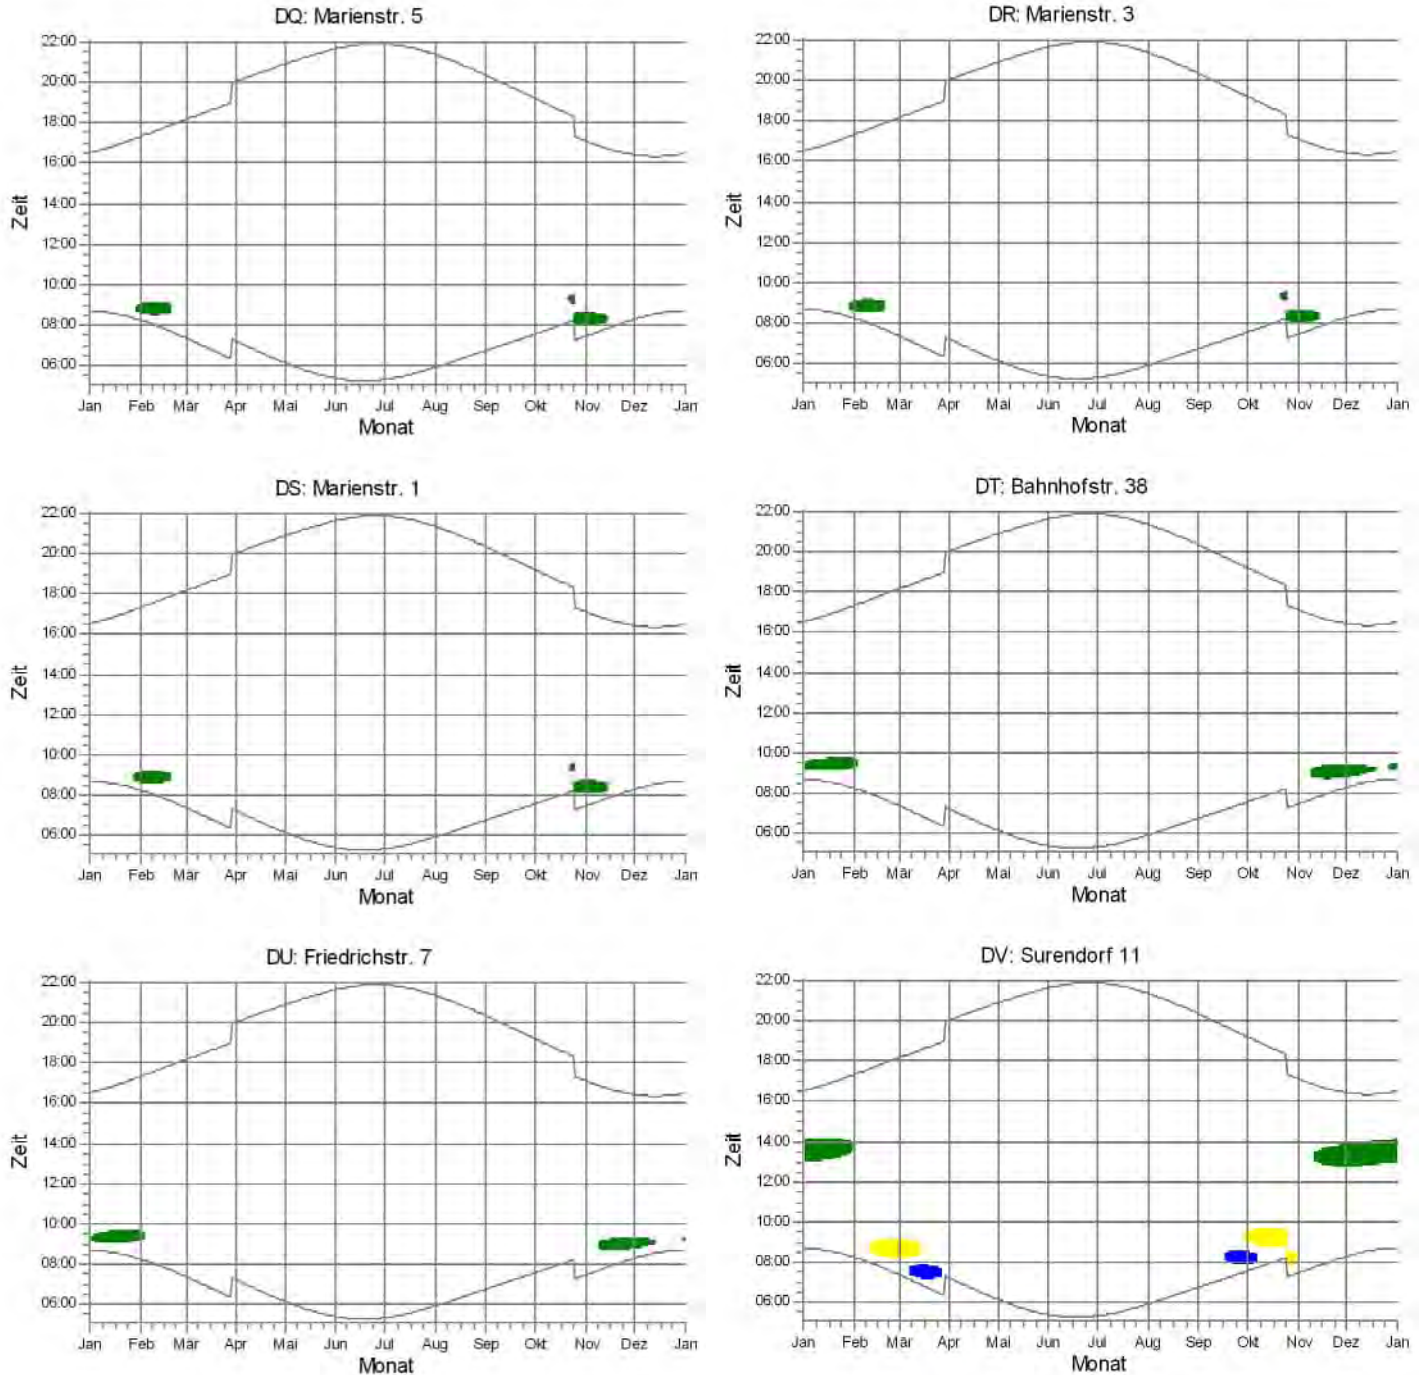 DQ: Marienstr. 5
22:00
20:00
18:00
16:00
14:00
12:00
10:00
08:00
06:00
Zeit
Jan Feb Mär Apr Mai Jun Jul Aug Sep Okt Nov Dez Jan
Monat
DR: Marienstr. 3
22:00
20:00
18:00
16:00
14:00
12:00
10:00
08:00
06:00
Zeit
Jan Feb Mär Apr Mai Jun Jul Aug Sep Okt Nov Dez Jan
Monat
DS: Marienstr. 1
22:00
20:00
18:00
16:00
14:00
12:00
10:00
08:00
06:00
Zeit
Jan Feb Mär Apr Mai Jun Jul Aug Sep Okt Nov Dez Jan
Monat
DT: Bahnhofstr. 38
22:00
20:00
18:00
16:00
14:00
12:00
10:00
08:00
06:00
Zeit
Jan Feb Mär Apr Mai Jun Jul Aug Sep Okt Nov Dez Jan
Monat
DU: Friedrichstr. 7
22:00
20:00
18:00
16:00
14:00
12:00
10:00
08:00
06:00
Zeit
Jan Feb Mär Apr Mai Jun Jul Aug Sep Okt Nov Dez Jan
Monat
DV: Surendorf 11
22:00
20:00
18:00
16:00
14:00
12:00
10:00
08:00
06:00
Zeit
Jan Feb Mär Apr Mai Jun Jul Aug Sep Okt Nov Dez Jan
Monat